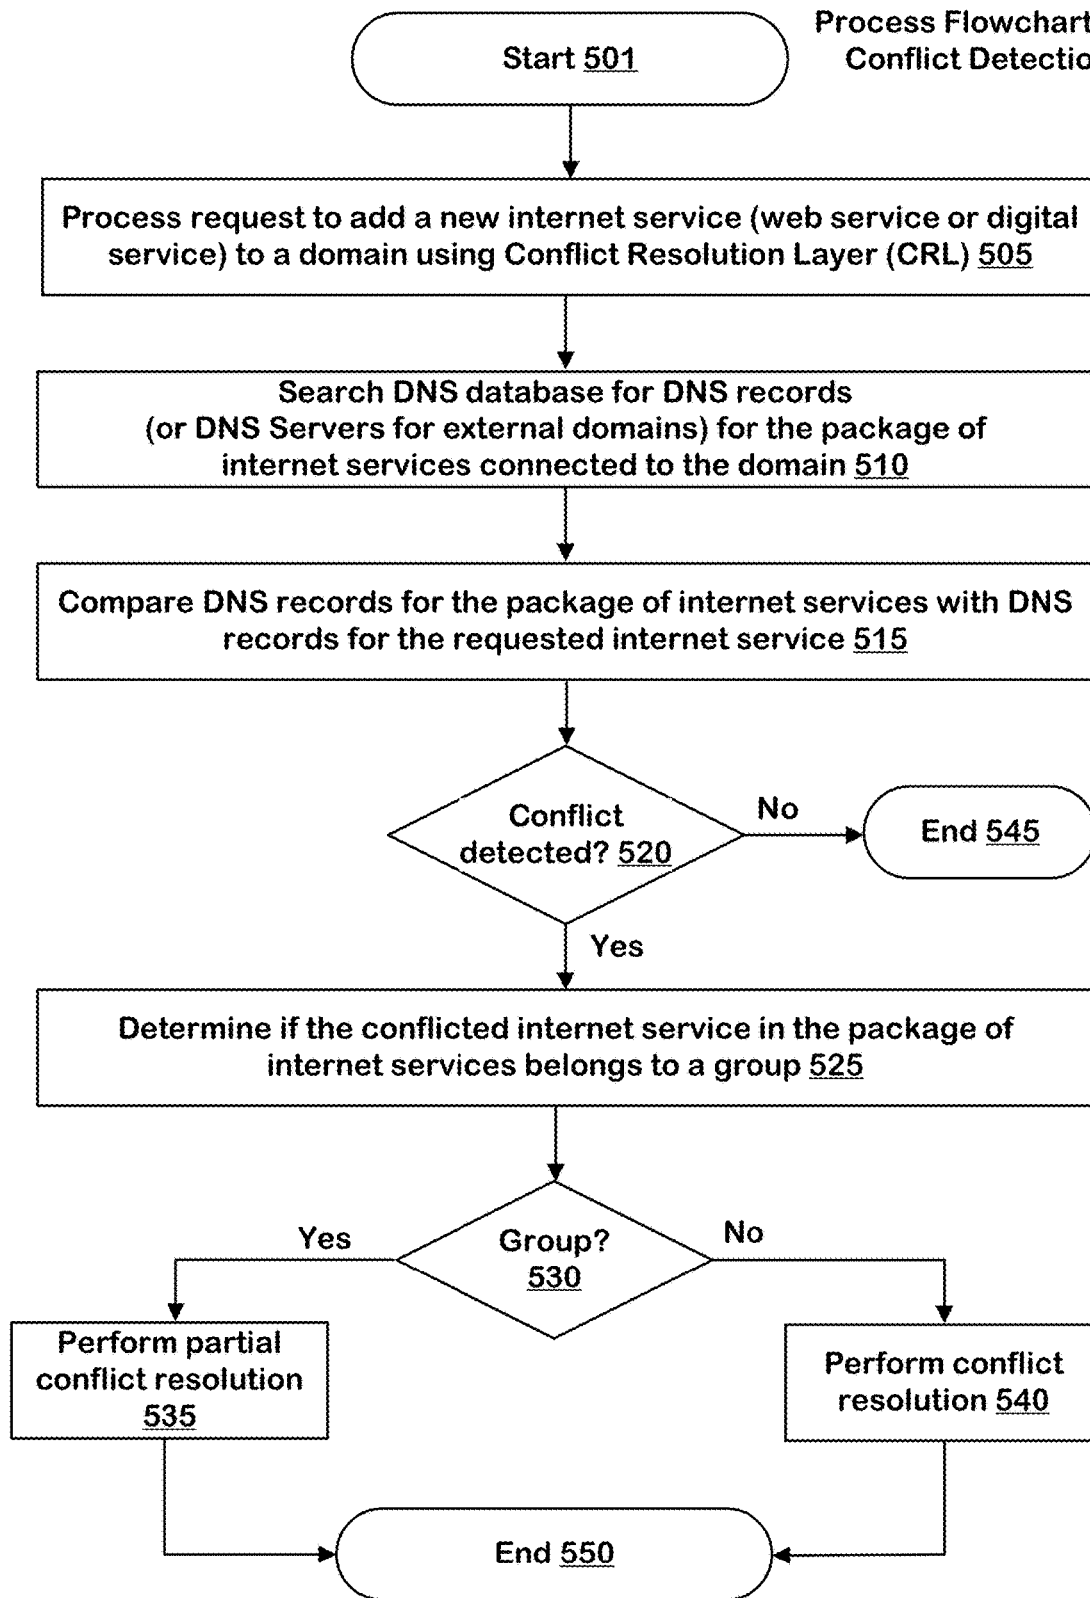 Process Flowchart
Conflict Detectio
Start 501
Process request to add a new internet service (web service or digital
service) to a domain using Conflict Resolution Layer (CRL) 505
Search DNS database for DNS records
(or DNS Servers for external domains) for the package of
internet services connected to the domain 510
Compare DNS records for the package of internet services with DNS
records for the requested internet service 515
Conflict
detected? 520
No
End 545
Yes
Determine if the conflicted internet service in the package of
internet services belongs to a group 525
Yes
Group?
530
No
Perform partial
conflict resolution
535
Perform conflict
resolution 540
End 550